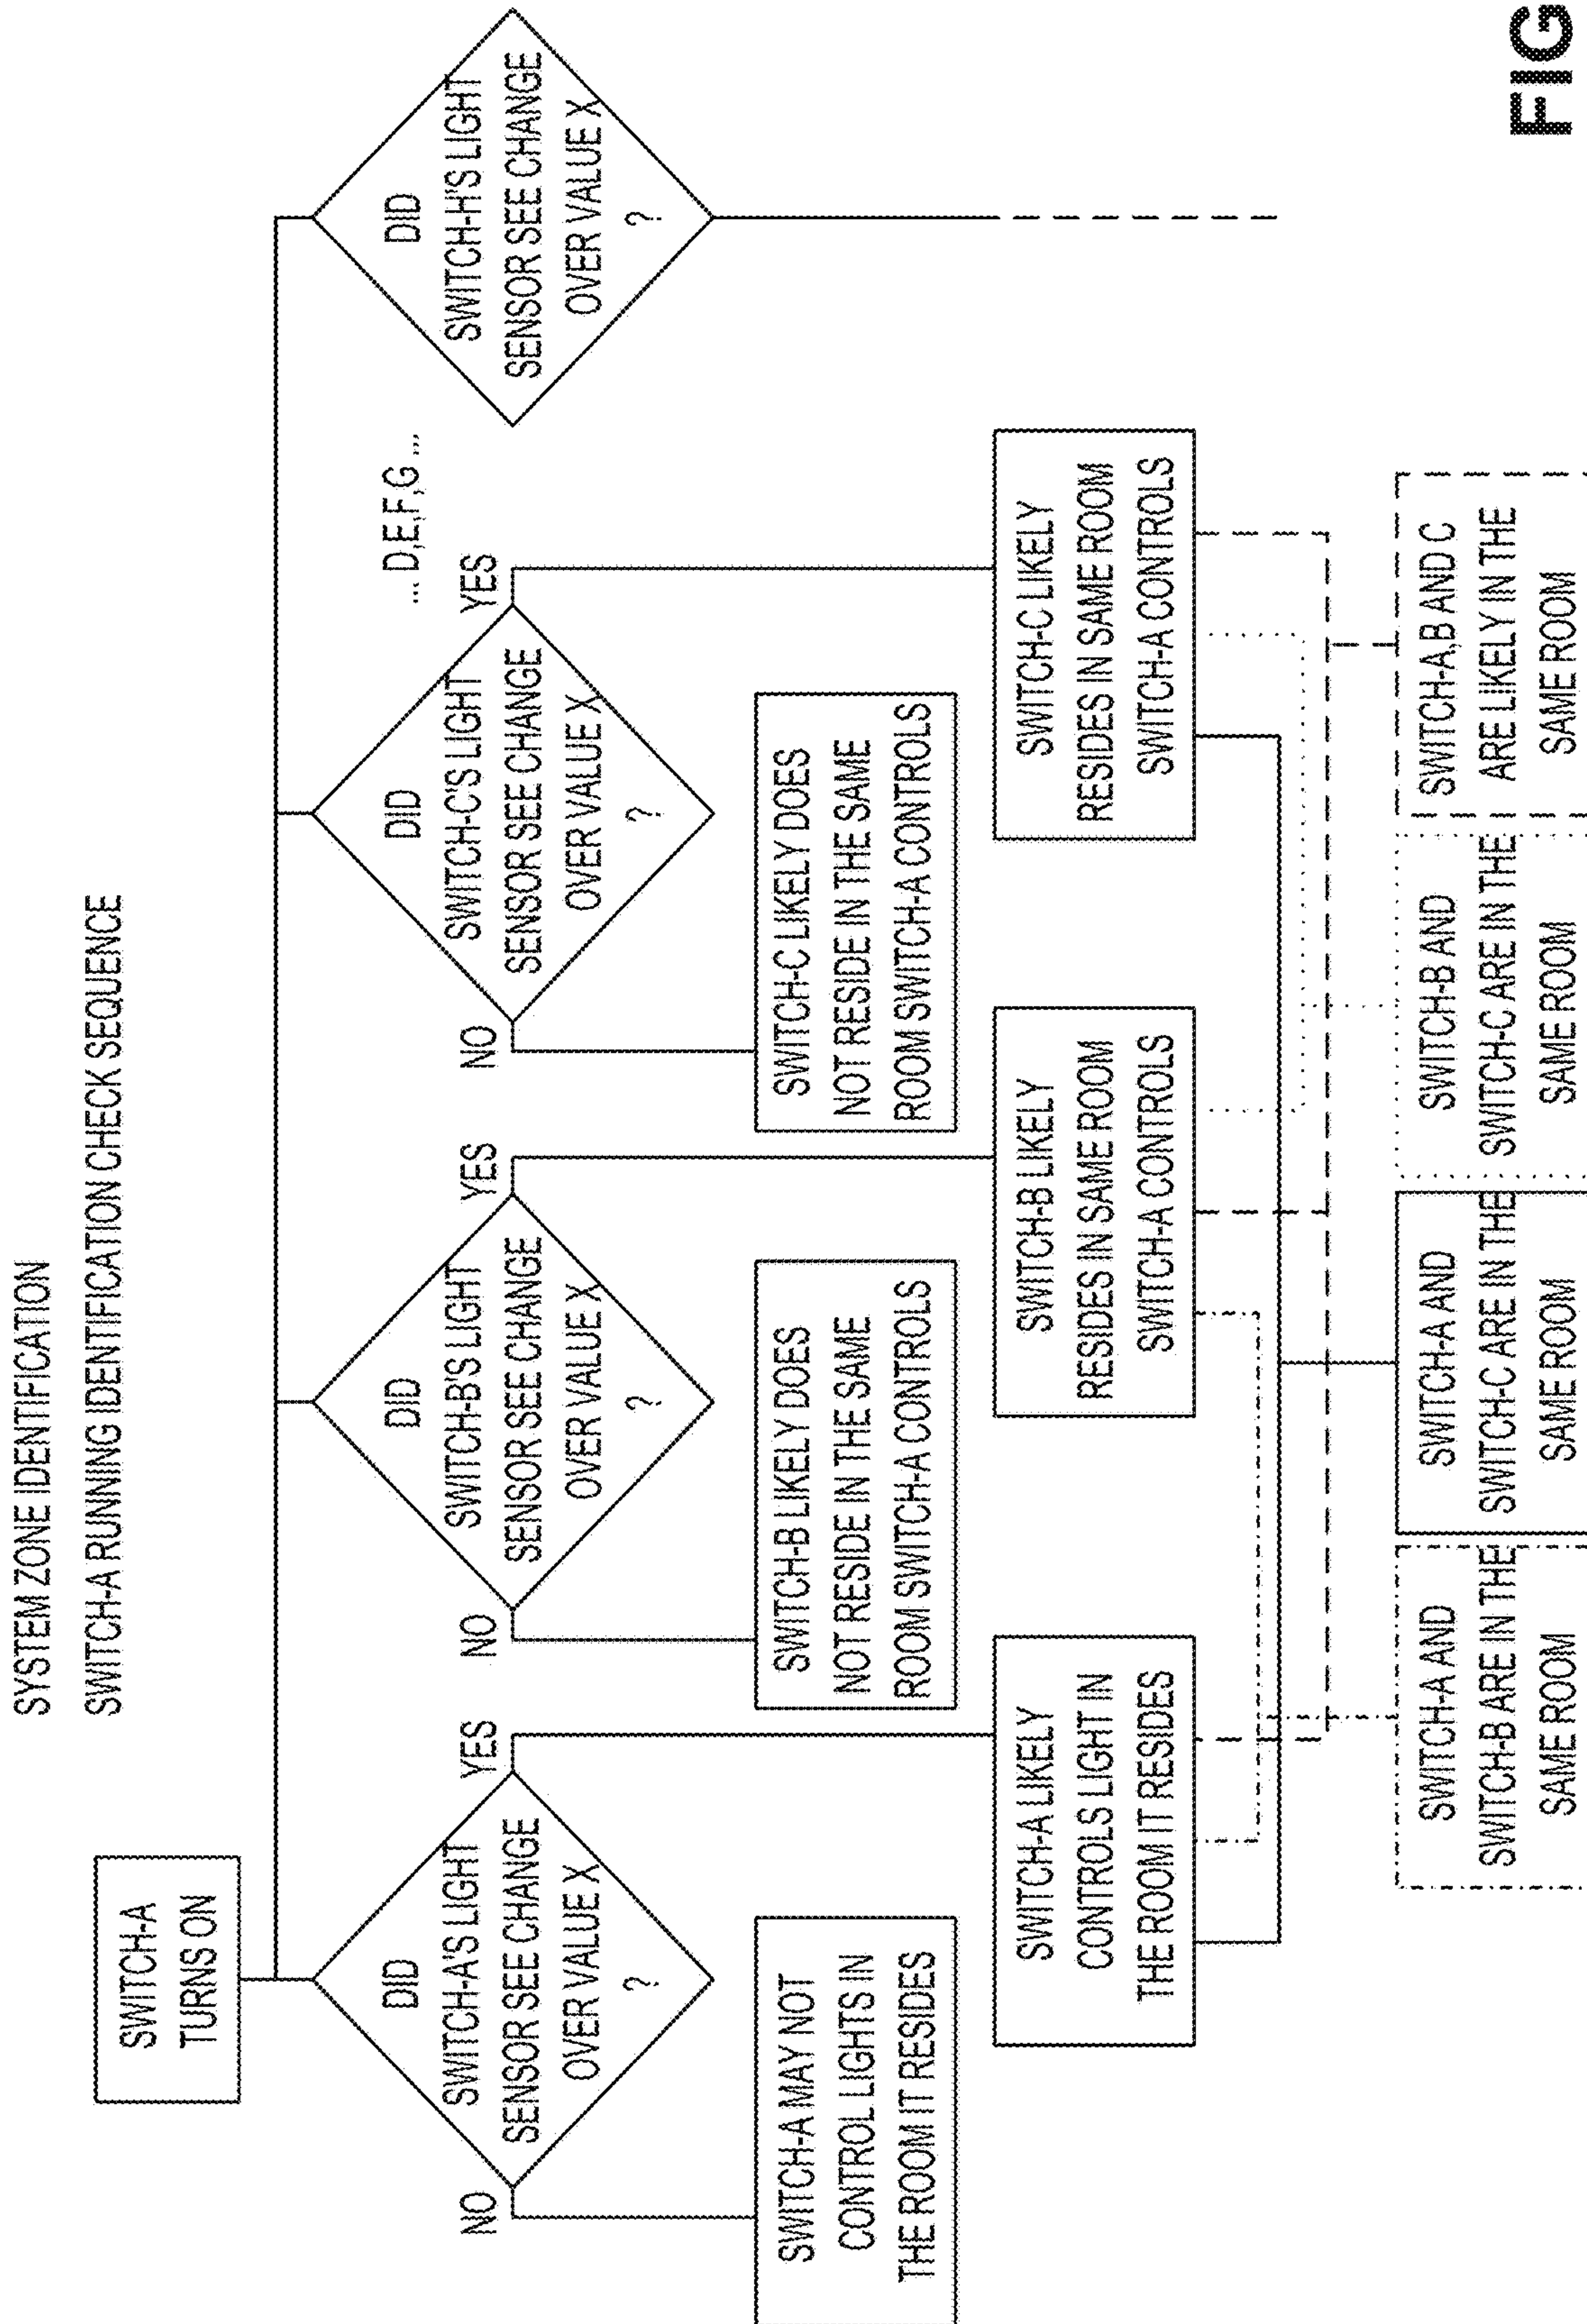 SYSTEM ZONE IDENTIFICATION
SWITCH-A RUNNING IDENTIFICATION CHECK SEQUENCE
SWITCH-A
TURNS ON
DID
SWITCH-A'S LIGHT
SENSOR SEE CHANGE
OVER VALUE X
?
DID
SWITCH-B'S LIGHT
SENSOR SEE CHANGE
OVER VALUE X
?
DID
SWITCH-C'S LIGHT
SENSOR SEE CHANGE
OVER VALUE X
?
... D,E,F,G ...
DID
SWITCH-H'S LIGHT
SENSOR SEE CHANGE
OVER VALUE X
?
NO
YES
NO
YES
NO
YES
SWITCH-A MAY NOT
CONTROL LIGHTS IN
THE ROOM IT RESIDES
SWITCH-B LIKELY DOES
NOT RESIDE IN THE SAME
ROOM SWITCH-A CONTROLS
SWITCH-C LIKELY DOES
NOT RESIDE IN THE SAME
ROOM SWITCH-A CONTROLS
SWITCH-A LIKELY
CONTROLS LIGHT IN
THE ROOM IT RESIDES
SWITCH-B LIKELY
RESIDES IN SAME ROOM
SWITCH-A CONTROLS
SWITCH-C LIKELY
RESIDES IN SAME ROOM
SWITCH-A CONTROLS
SWITCH-A AND
SWITCH-B ARE IN THE
SAME ROOM
SWITCH-A AND
SWITCH-C ARE IN THE
SAME ROOM
SWITCH-B AND
SWITCH-C ARE IN THE
SAME ROOM
SWITCH-A,B AND C
ARE LIKELY IN THE
SAME ROOM
FIG